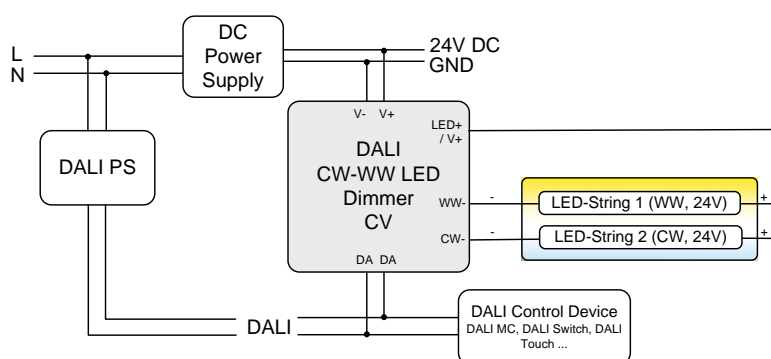 DC
Power
Supply
24V DC
GND
L
N
V- V+
LED+
/ V+
DALI
CW-WW LED
Dimmer
CV
DALI PS
WW-
-
LED-String 1 (WW, 24V)
+
CW-
-
LED-String 2 (CW, 24V)
+
DA DA
DALI
DALI Control Device
DALI MC, DALI Switch, DALI
Touch ...